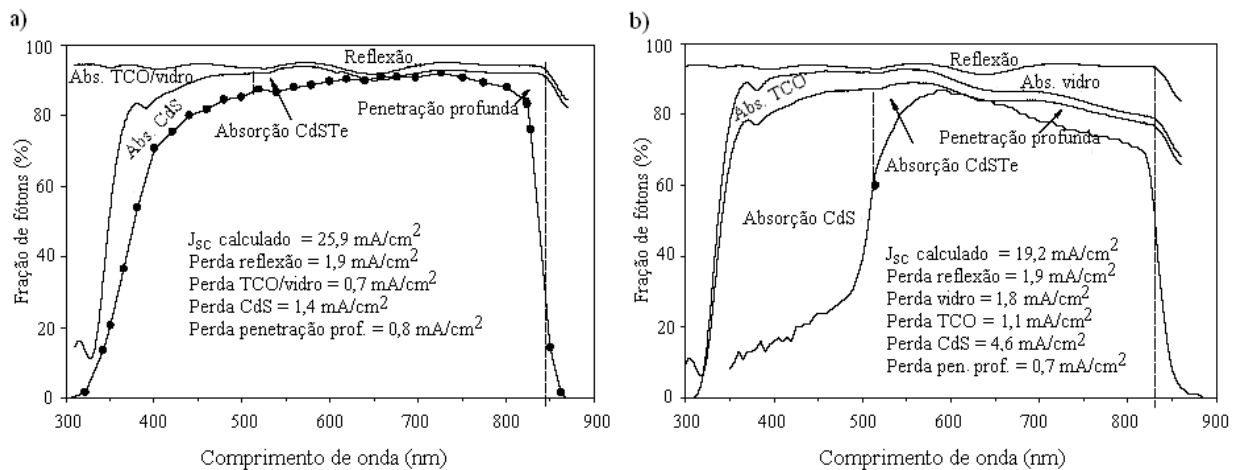 a)
100
80
60
40
20
0
Fração de fótons (%)
Reflexão
Abs. TCO/vidro
Abs. CdS
Penetração profunda
Absorção CdSTe
J_SC calculado = 25,9 mA/cm²
Perda reflexão = 1,9 mA/cm²
Perda TCO/vidro = 0,7 mA/cm²
Perda CdS = 1,4 mA/cm²
Perda penetração prof. = 0,8 mA/cm²
300 400 500 600 700 800 900
Comprimento de onda (nm)
b)
100
80
60
40
20
0
Fração de fótons (%)
Reflexão
Abs. TCO
Abs. vidro
Penetração profunda
Absorção CdSTe
Absorção CdS
J_SC calculado = 19,2 mA/cm²
Perda reflexão = 1,9 mA/cm²
Perda vidro = 1,8 mA/cm²
Perda TCO = 1,1 mA/cm²
Perda CdS = 4,6 mA/cm²
Perda pen. prof. = 0,7 mA/cm²
300 400 500 600 700 800 900
Comprimento de onda (nm)